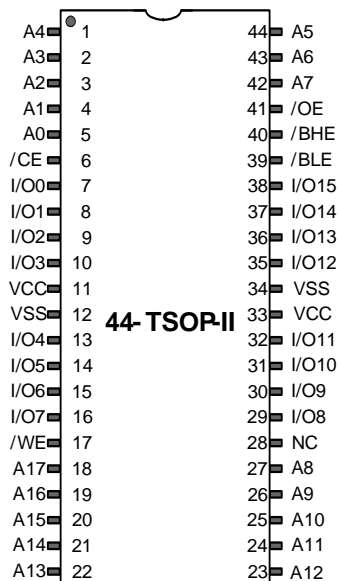 A4 1 44 A5
A3 2 43 A6
A2 3 42 A7
A1 4 41 /OE
A0 5 40 /BHE
/CE 6 39 /BLE
I/O0 7 38 I/O15
I/O1 8 37 I/O14
I/O2 9 36 I/O13
I/O3 10 35 I/O12
VCC 11 34 VSS
VSS 12 33 VCC
44-TSOP-II
I/O4 13 32 I/O11
I/O5 14 31 I/O10
I/O6 15 30 I/O9
I/O7 16 29 I/O8
/WE 17 28 NC
A17 18 27 A8
A16 19 26 A9
A15 20 25 A10
A14 21 24 A11
A13 22 23 A12